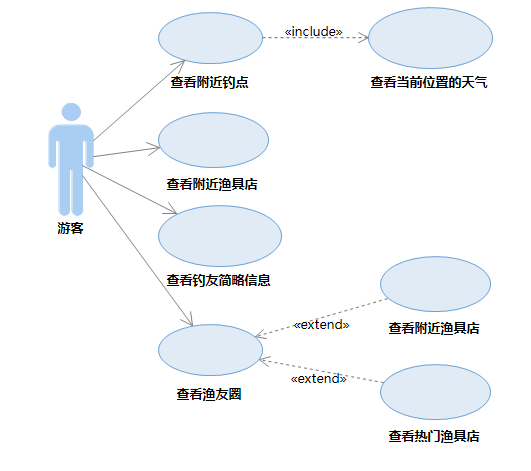 «include»
查看附近钓点
查看当前位置的天气
查看附近渔具店
游客
查看钓友简略信息
«extend»
查看附近渔具店
«extend»
查看渔友圈
查看热门渔具店